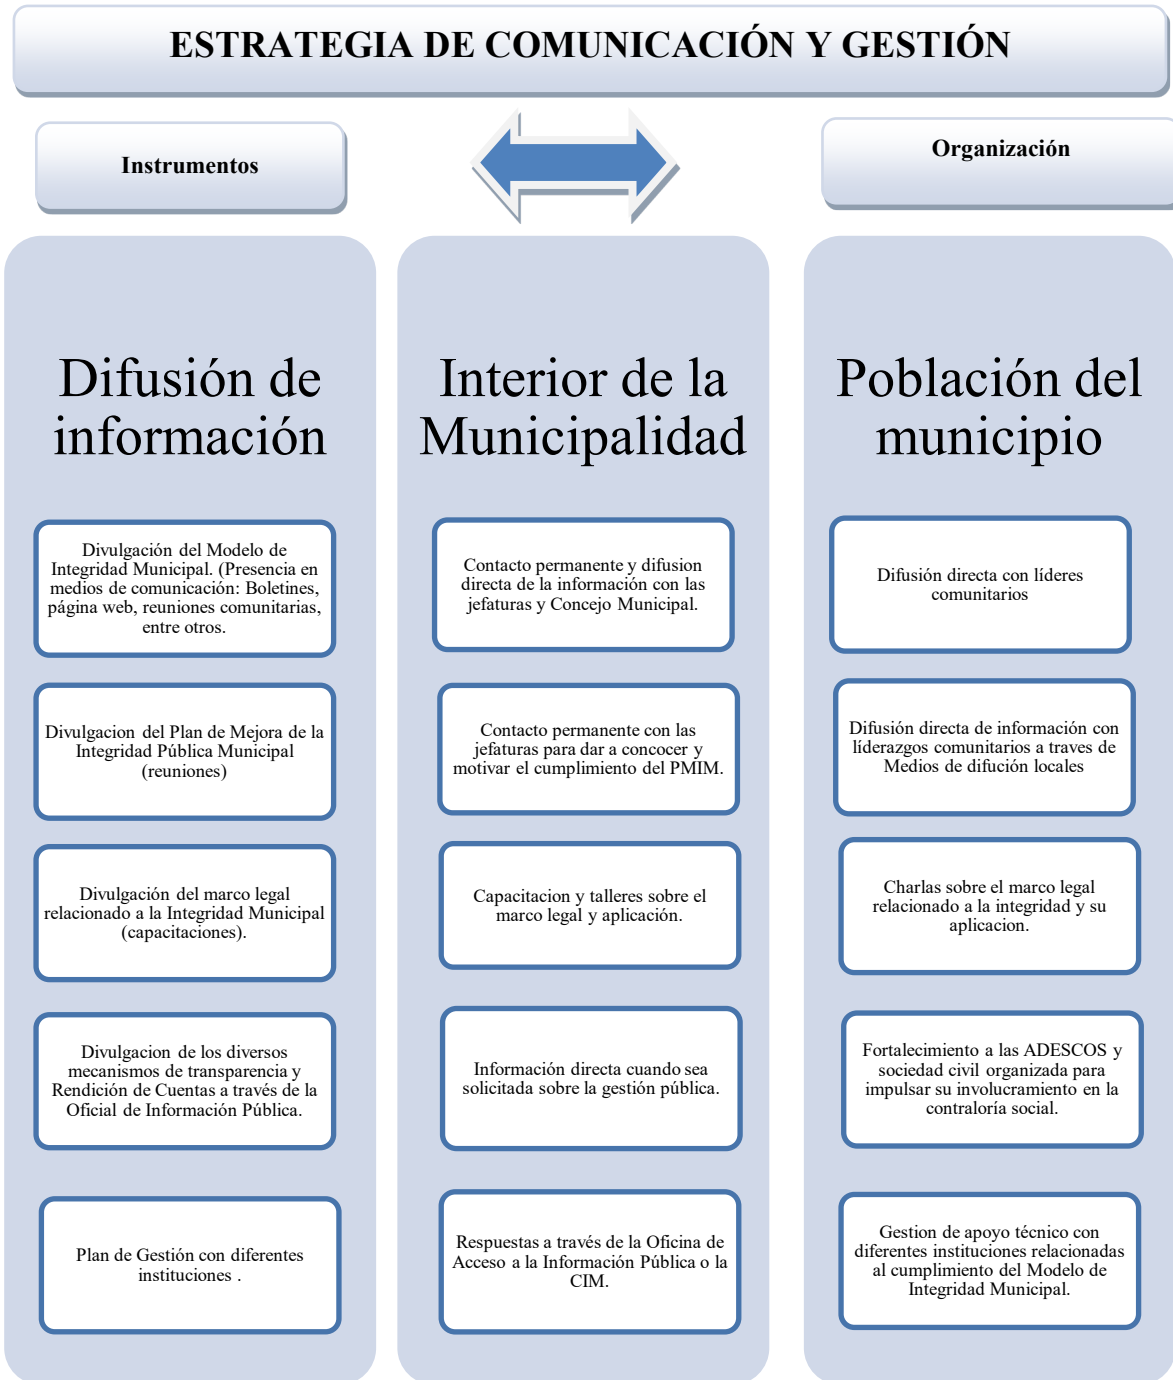 ESTRATEGIA DE COMUNICACIÓN Y GESTIÓN
Instrumentos
Organización
Difusión de
información
Divulgación del Modelo de
Integridad Municipal. (Presencia en
medios de comunicación: Boletines,
página web, reuniones comunitarias,
entre otros.
Divulgacion del Plan de Mejora de la
Integridad Pública Municipal
(reuniones)
Divulgación del marco legal
relacionado a la Integridad Municipal
(capacitaciones).
Divulgacion de los diversos
mecanismos de transparencia y
Rendición de Cuentas a través de la
Oficial de Información Pública.
Plan de Gestión con diferentes
instituciones .
Interior de la
Municipalidad
Contacto permanente y difusion
directa de la información con las
jefaturas y Concejo Municipal.
Contacto permanente con las
jefaturas para dar a concocer y
motivar el cumplimiento del PMIM.
Capacitacion y talleres sobre el
marco legal y aplicación.
Información directa cuando sea
solicitada sobre la gestión pública.
Respuestas a través de la Oficina de
Acceso a la Información Pública o la
CIM.
Población del
municipio
Difusión directa con líderes
comunitarios
Difusión directa de información con
líderazgos comunitarios a traves de
Medios de difución locales
Charlas sobre el marco legal
relacionado a la integridad y su
aplicacion.
Fortalecimiento a las ADESCOS y
sociedad civil organizada para
impulsar su involucramiento en la
contraloría social.
Gestion de apoyo técnico con
diferentes instituciones relacionadas
al cumplimiento del Modelo de
Integridad Municipal.